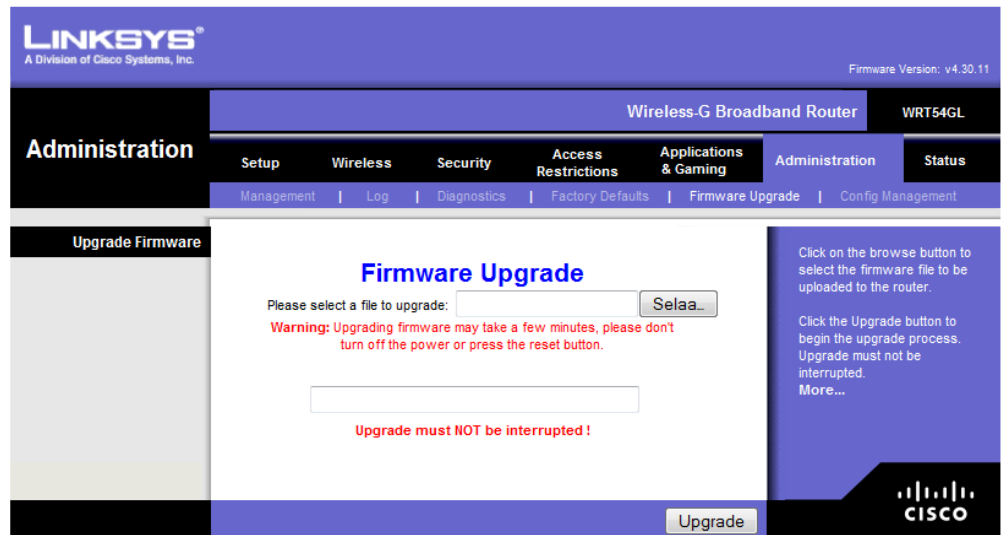 LINKSYS®
A Division of Cisco Systems, Inc.
Firmware Version: v4.30.11
Wireless-G Broadband Router WRT54GL
Administration
Setup Wireless Security Access Restrictions Applications & Gaming Administration Status
Management | Log | Diagnostics | Factory Defaults | Firmware Upgrade | Config Management
Upgrade Firmware
Firmware Upgrade
Please select a file to upgrade: Selaa...
Warning: Upgrading firmware may take a few minutes, please don't
turn off the power or press the reset button.
Upgrade must NOT be interrupted !
Click on the browse button to
select the firmware file to be
uploaded to the router.
Click the Upgrade button to
begin the upgrade process.
Upgrade must not be
interrupted.
More...
Upgrade
CISCO